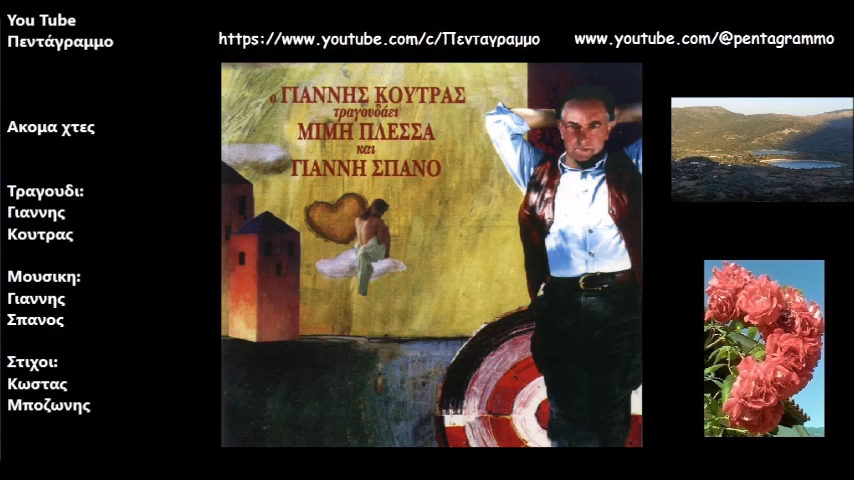 You Tube
Πεντάγραμμο
https://www.youtube.com/c/Πενταγραμμο
www.youtube.com/@pentagrammo
Ακομα χτες
Τραγουδι:
Γιαννης
Κουτρας
Μουσικη:
Γιαννης
Σπανος
Στιχοι:
Κωστας
Μποζωνης
ο ΓΙΑΝΝΗΣ ΚΟΥΤΡΑΣ
τραγουδάει
ΜΙΜΗ ΠΛΕΣΣΑ
και
ΓΙΑΝΝΗ ΣΠΑΝΟ